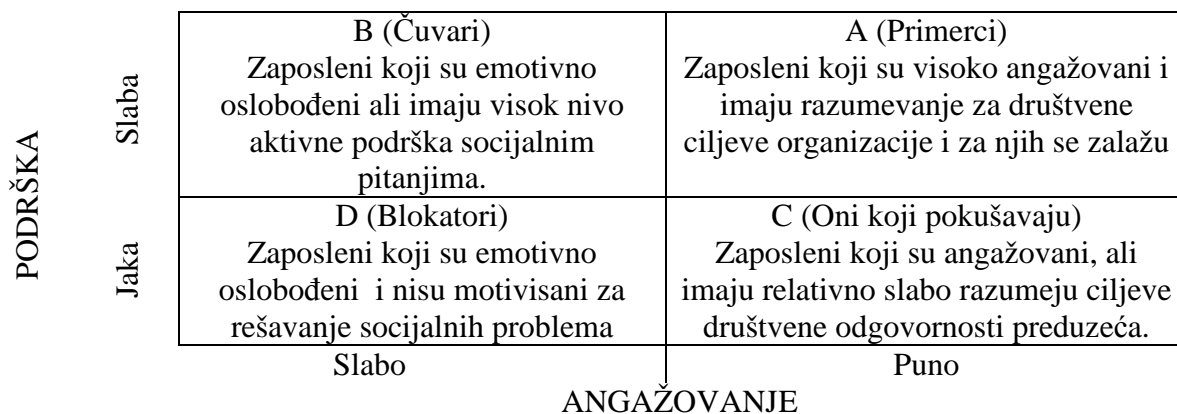 PODRŠKA
Slaba
B (Čuvari)
Zaposleni koji su emotivno
oslobođeni ali imaju visok nivo
aktivne podrška socijalnim
pitanjima.
A (Primerci)
Zaposleni koji su visoko angažovani i
imaju razumevanje za društvene
ciljeve organizacije i za njih se zalažu
Jaka
D (Blokatori)
Zaposleni koji su emotivno
oslobođeni  i nisu motivisani za
rešavanje socijalnih problema
C (Oni koji pokušavaju)
Zaposleni koji su angažovani, ali
imaju relativno slabo razumeju ciljeve
društvene odgovornosti preduzeća.
Slabo
Puno
ANGAŽOVANJE